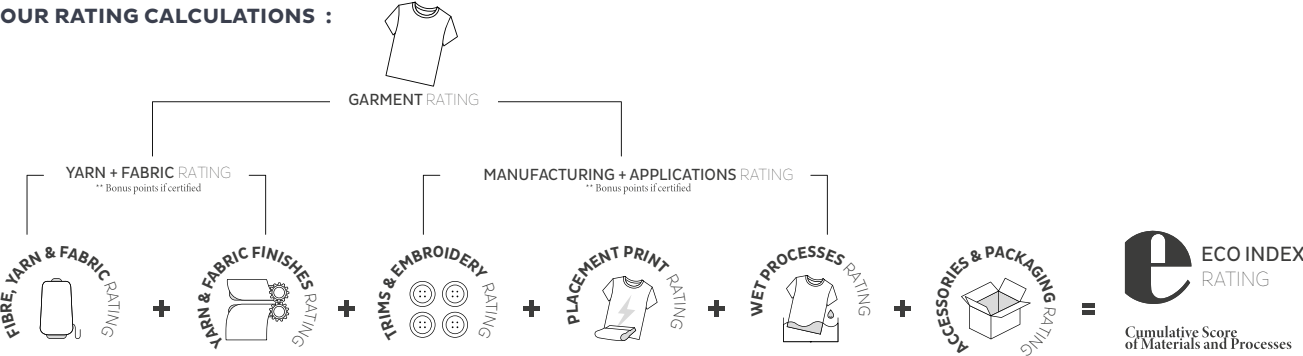 OUR RATING CALCULATIONS :
GARMENT RATING
YARN + FABRIC RATING
** Bonus points if certified
MANUFACTURING + APPLICATIONS RATING
** Bonus points if certified
FIBRE, YARN & FABRIC RATING
+
YARN & FABRIC FINISHES RATING
+
TRIMS & EMBROIDERY RATING
+
PLACEMENT PRINT RATING
+
WET PROCESSES RATING
+
ACCESSORIES & PACKAGING RATING
=
e
ECO INDEX
RATING
Cumulative Score
of Materials and Processes